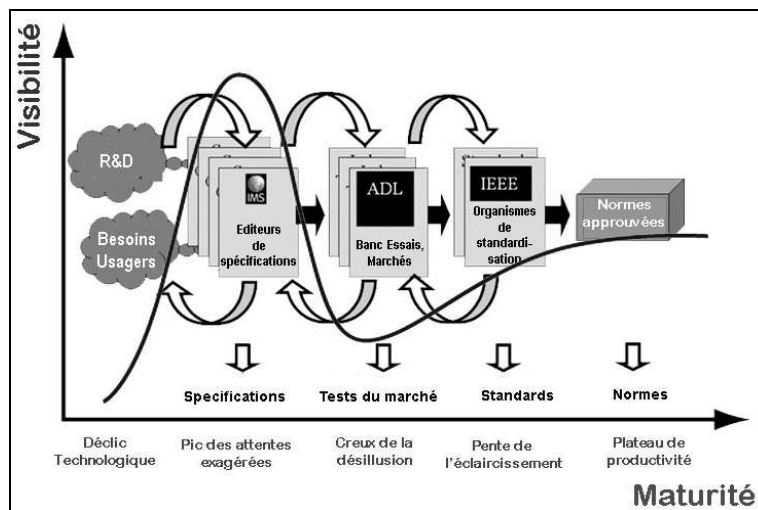 Visibilité
R&D
Besoins
Usagers
IMS
Editeurs
de
spécifications
ADL
Banc Essais,
Marchés
IEEE
Organismes
de
standardi-
sation
Normes
approuvées
Specifications
Tests du marché
Standards
Normes
Déclic
Technologique
Pic des attentes
exagérées
Creux de la
désillusion
Pente de
l'éclaircissement
Plateau de
productivité
Maturité